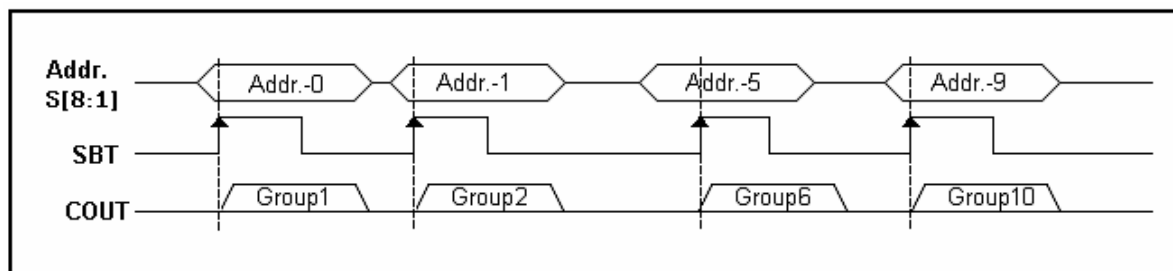 Addr.
S[8:1]
Addr.-0
Addr.-1
Addr.-5
Addr.-9
SBT
COUT
Group1
Group2
Group6
Group10